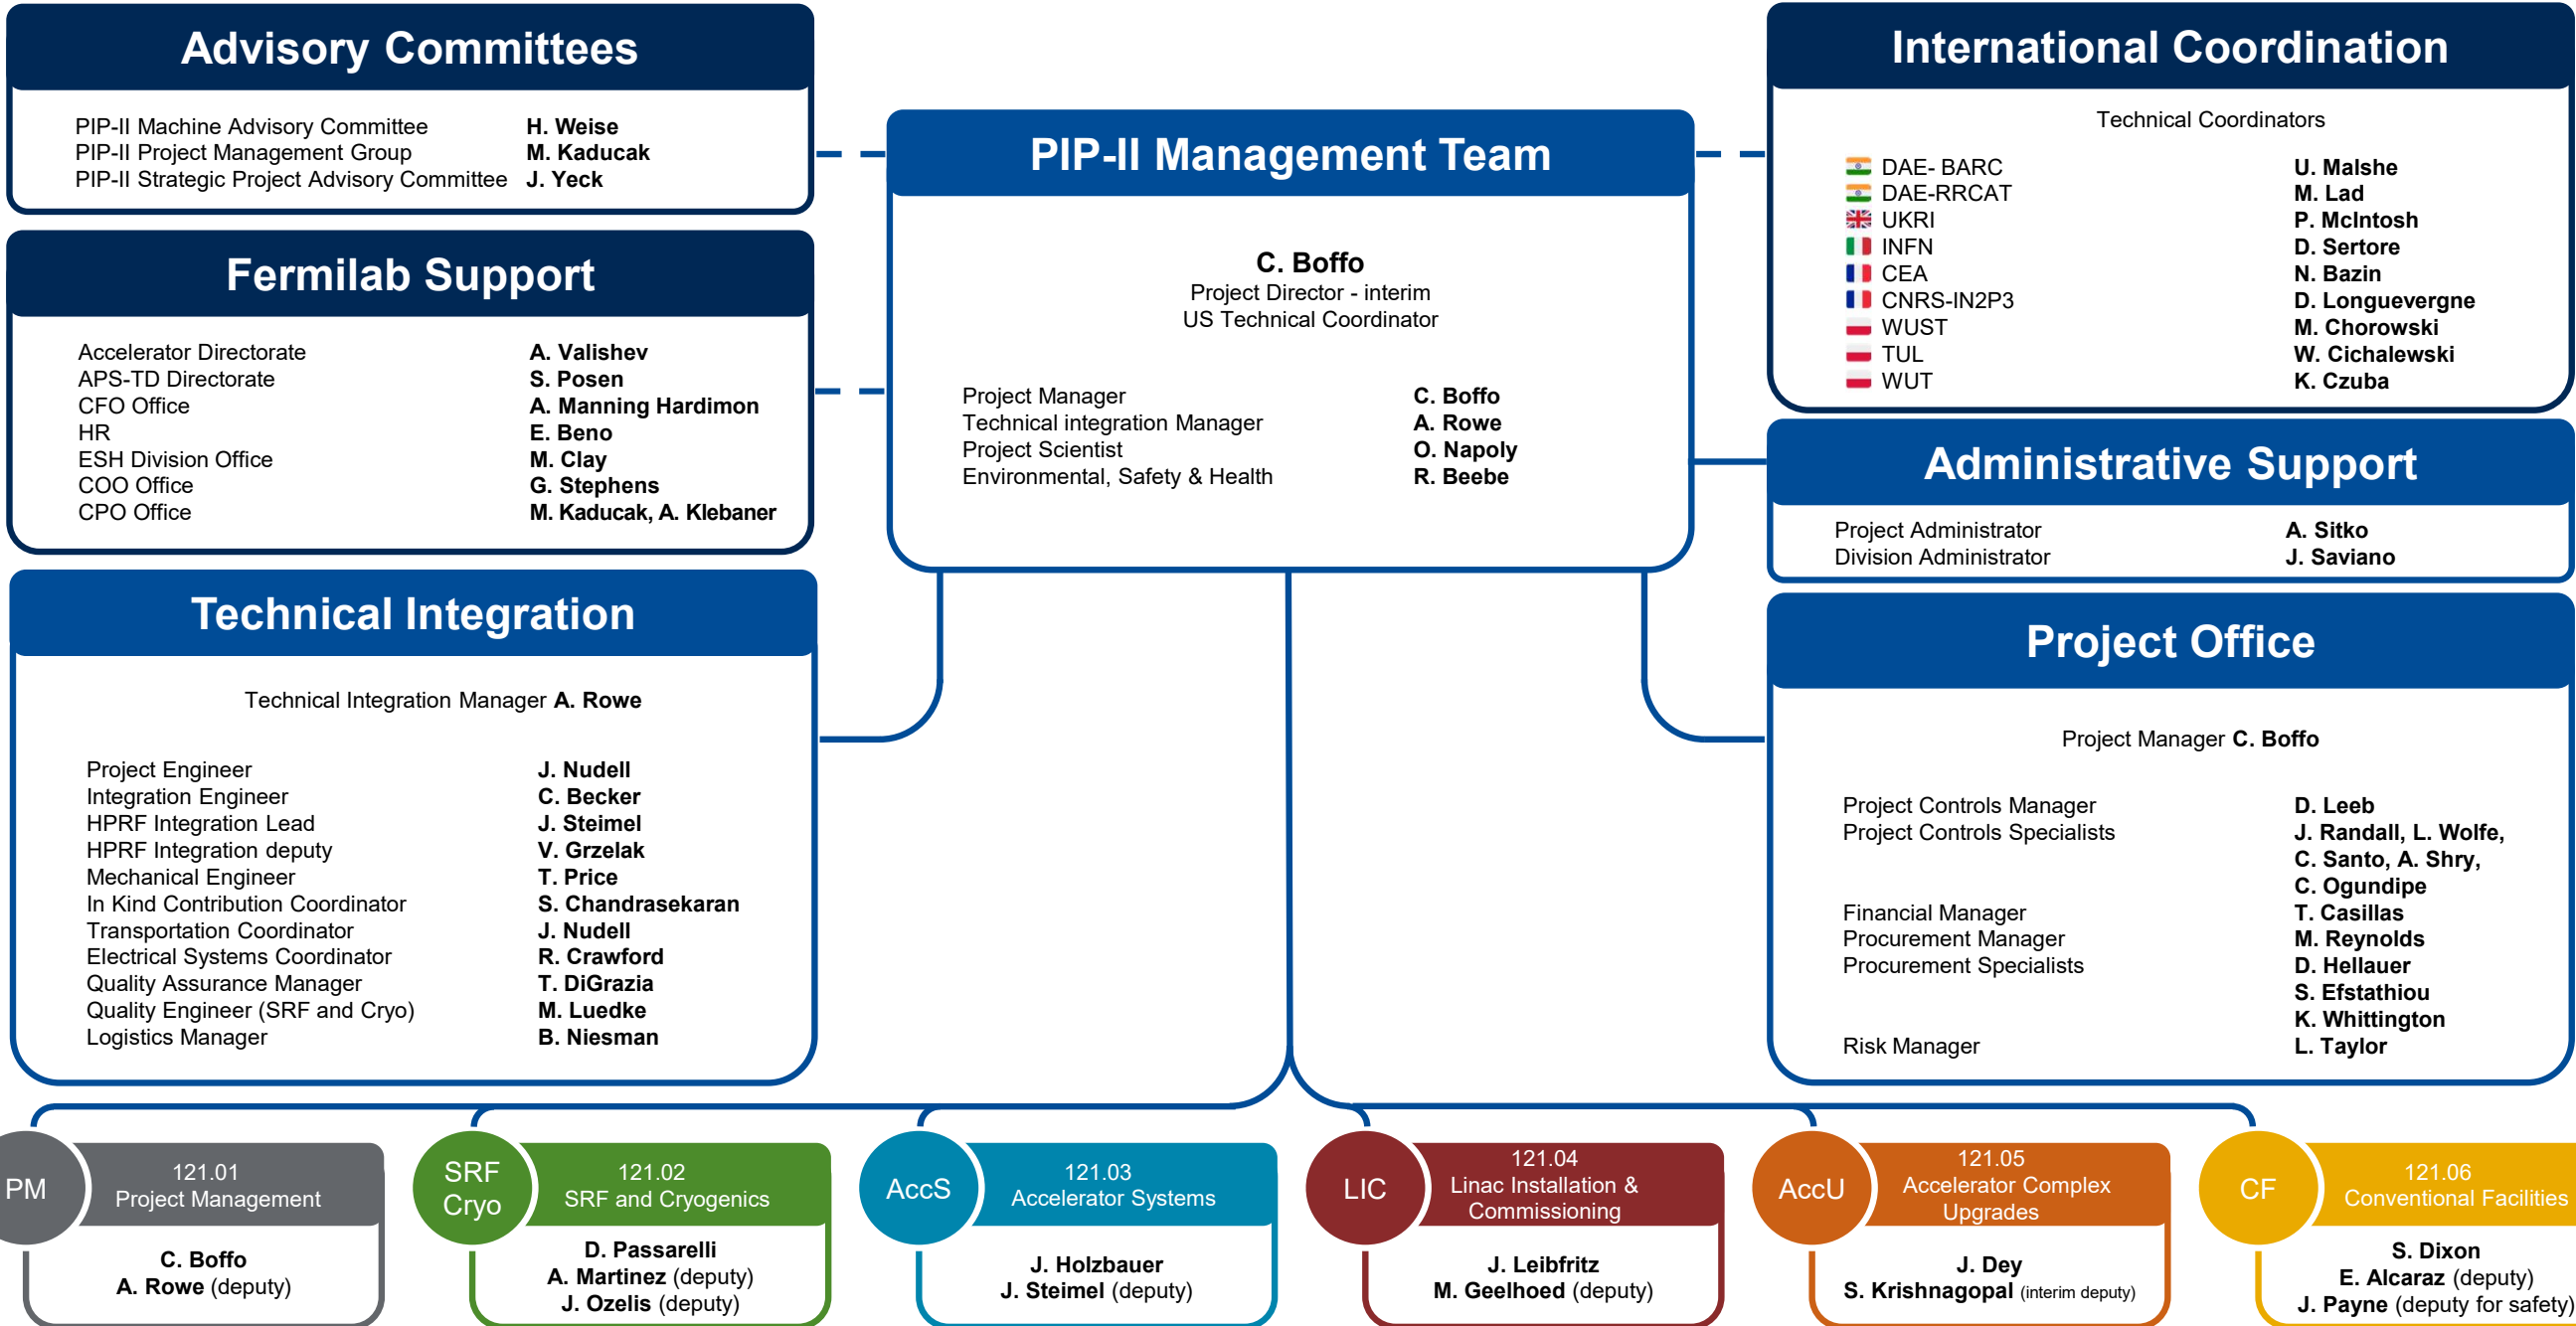 Advisory Committees
PIP-II Machine Advisory Committee H. Weise
PIP-II Project Management Group M. Kaducak
PIP-II Strategic Project Advisory Committee J. Yeck
Fermilab Support
Accelerator Directorate A. Valishev
APS-TD Directorate S. Posen
CFO Office A. Manning Hardimon
HR E. Beno
ESH Division Office M. Clay
COO Office G. Stephens
CPO Office M. Kaducak, A. Klebaner
Technical Integration
Technical Integration Manager A. Rowe
Project Engineer J. Nudell
Integration Engineer C. Becker
HPRF Integration Lead J. Steimel
HPRF Integration deputy V. Grzelak
Mechanical Engineer T. Price
In Kind Contribution Coordinator S. Chandrasekaran
Transportation Coordinator J. Nudell
Electrical Systems Coordinator R. Crawford
Quality Assurance Manager T. DiGrazia
Quality Engineer (SRF and Cryo) M. Luedke
Logistics Manager B. Niesman
PIP-II Management Team
C. Boffo
Project Director - interim
US Technical Coordinator
Project Manager C. Boffo
Technical integration Manager A. Rowe
Project Scientist O. Napoly
Environmental, Safety & Health R. Beebe
International Coordination
Technical Coordinators
DAE- BARC U. Malshe
DAE-RRCAT M. Lad
UKRI P. McIntosh
INFN D. Sertore
CEA N. Bazin
CNRS-IN2P3 D. Longuevergne
WUST M. Chorowski
TUL W. Cichalewski
WUT K. Czuba
Administrative Support
Project Administrator A. Sitko
Division Administrator J. Saviano
Project Office
Project Manager C. Boffo
Project Controls Manager D. Leeb
Project Controls Specialists J. Randall, L. Wolfe,
C. Santo, A. Shry,
C. Ogundipe
Financial Manager T. Casillas
Procurement Manager M. Reynolds
Procurement Specialists D. Hellauer
S. Efstathiou
K. Whittington
Risk Manager L. Taylor
PM
121.01
Project Management
C. Boffo
A. Rowe (deputy)
SRF
Cryo
121.02
SRF and Cryogenics
D. Passarelli
A. Martinez (deputy)
J. Ozelis (deputy)
AccS
121.03
Accelerator Systems
J. Holzbauer
J. Steimel (deputy)
LIC
121.04
Linac Installation &
Commissioning
J. Leibfritz
M. Geelhoed (deputy)
AccU
121.05
Accelerator Complex
Upgrades
J. Dey
S. Krishnagopal (interim deputy)
CF
121.06
Conventional Facilities
S. Dixon
E. Alcaraz (deputy)
J. Payne (deputy for safety)